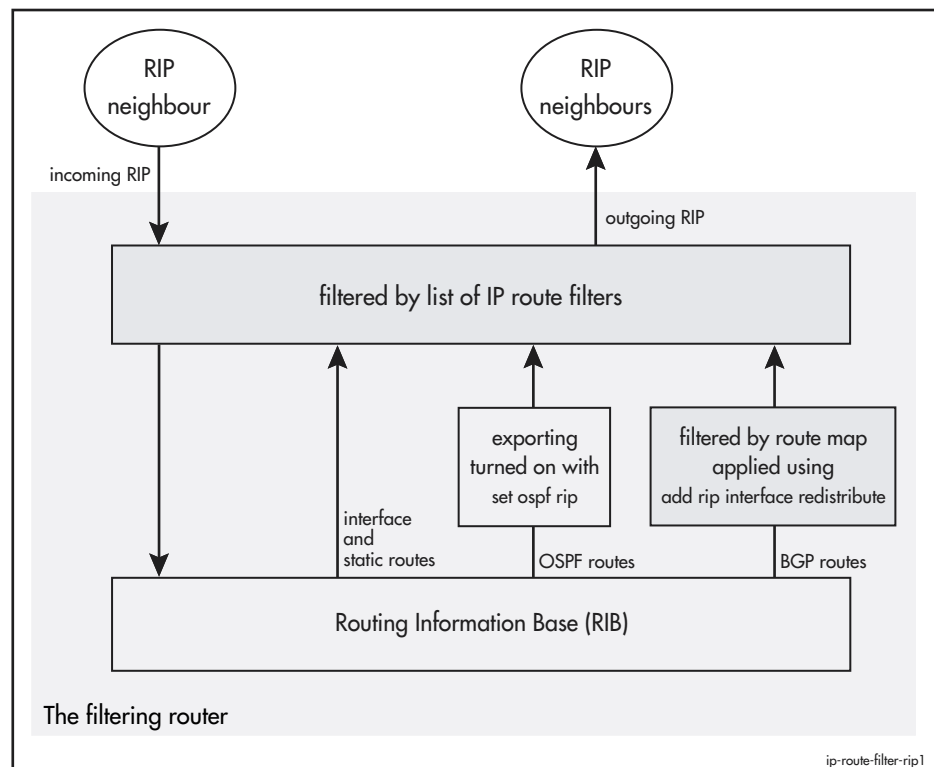 RIP
neighbour
RIP
neighbours
incoming RIP
outgoing RIP
filtered by list of IP route filters
exporting
turned on with
set ospf rip
filtered by route map
applied using
add rip interface redistribute
interface
and
static routes
OSPF routes
BGP routes
Routing Information Base (RIB)
The filtering router
ip-route-filter-rip1